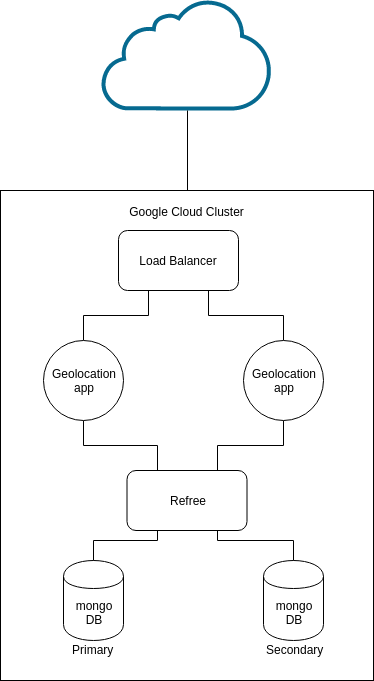 Google Cloud Cluster
Load Balancer
Geolocation
app
Geolocation
app
Refree
mongo
DB
mongo
DB
Primary
Secondary